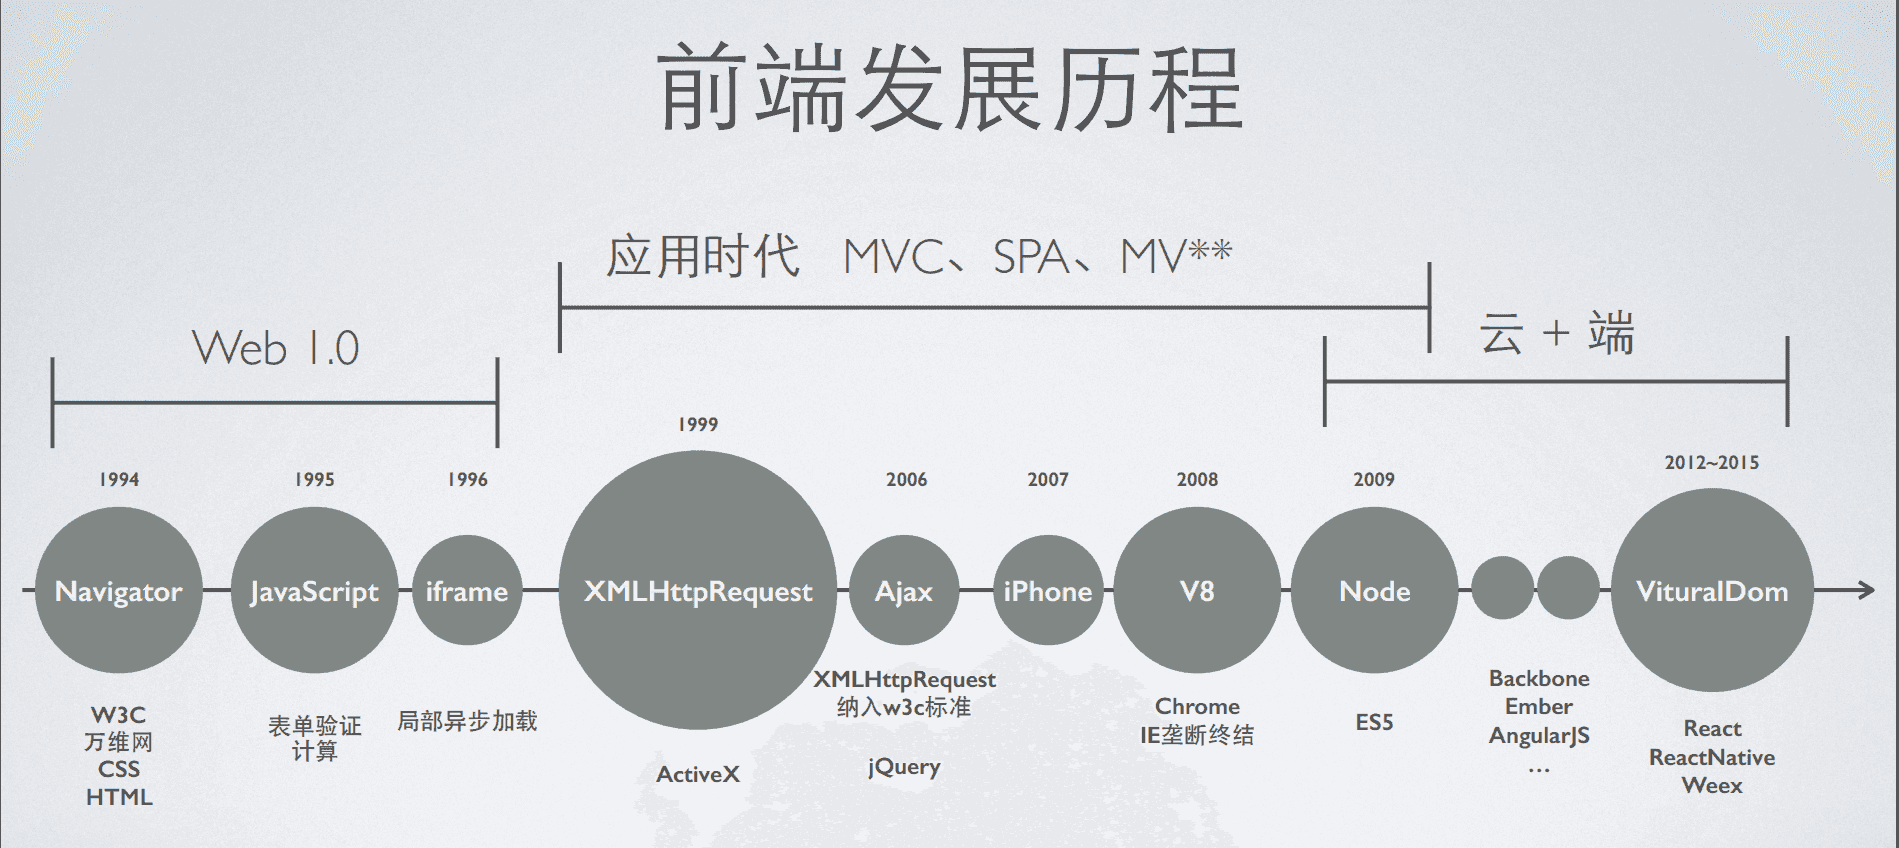 前端发展历程
应用时代 MVC、SPA、MV**
云 + 端
Web 1.0
1994
1995
1996
1999
2006
2007
2008
2009
2012~2015
Navigator
JavaScript
iframe
XMLHttpRequest
Ajax
iPhone
V8
Node
VituralDom
W3C
万维网
CSS
HTML
表单验证
计算
局部异步加载
ActiveX
XMLHttpRequest
纳入w3c标准
jQuery
Chrome
IE垄断终结
ES5
Backbone
Ember
AngularJS
...
React
ReactNative
Weex